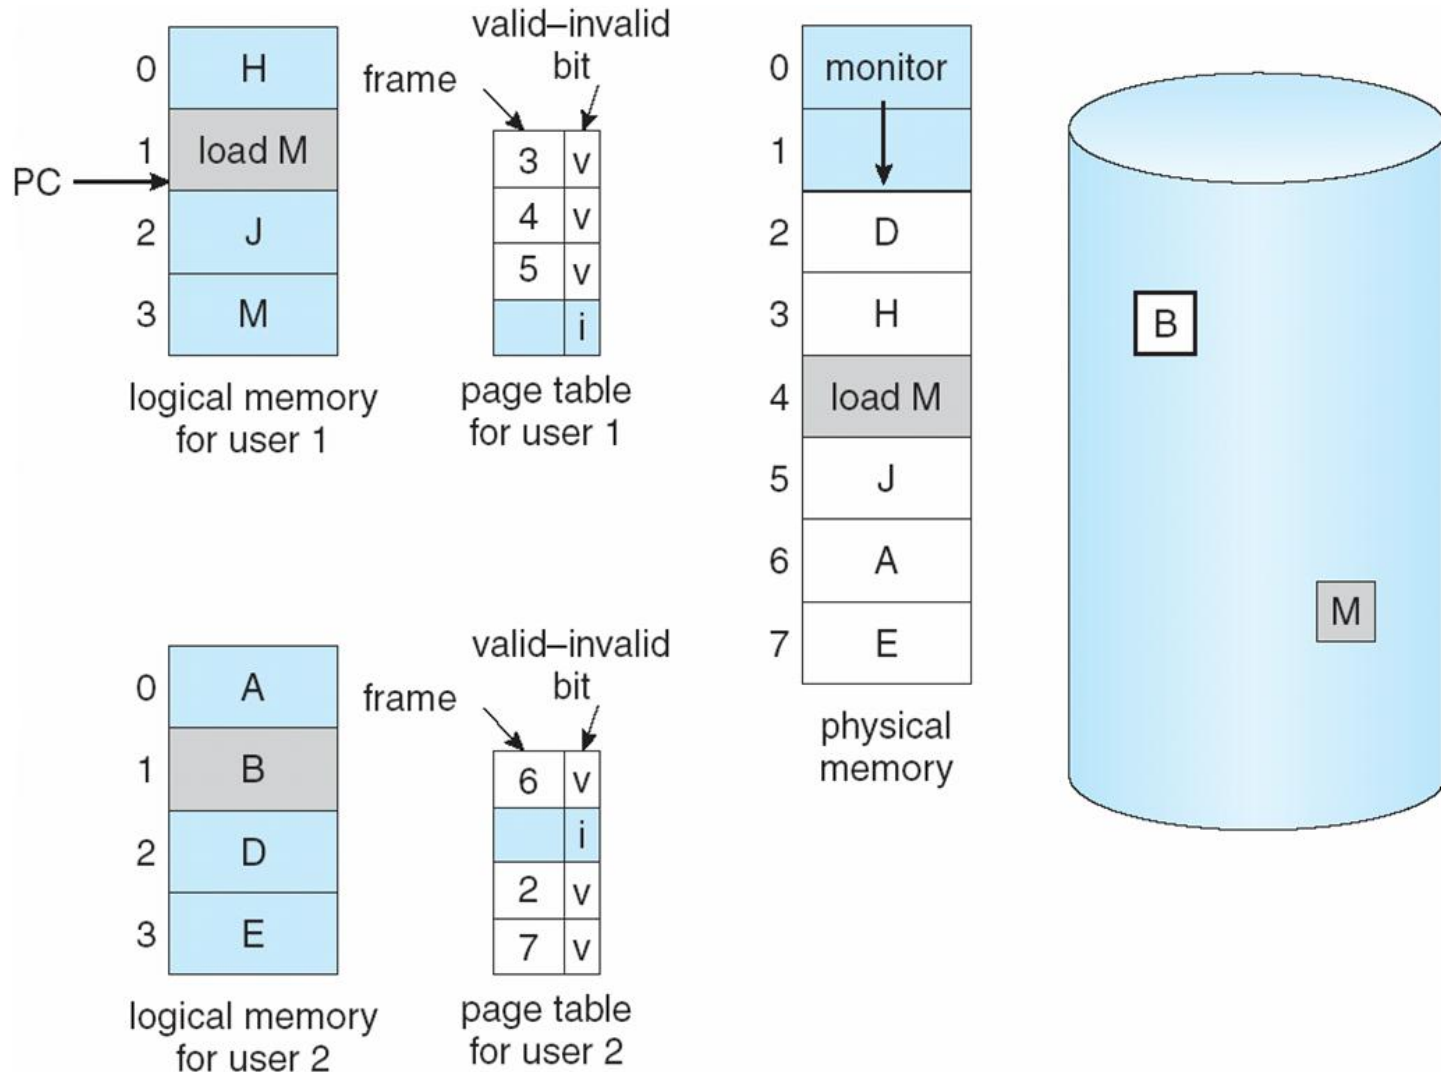 valid–invalid
bit
frame
0 H
1 load M
2 J
3 M
PC
3 v
4 v
5 v
i
logical memory
for user 1
page table
for user 1
valid–invalid
bit
frame
0 A
1 B
2 D
3 E
6 v
i
2 v
7 v
logical memory
for user 2
page table
for user 2
0 monitor
1
2 D
3 H
4 load M
5 J
6 A
7 E
physical
memory
B
M